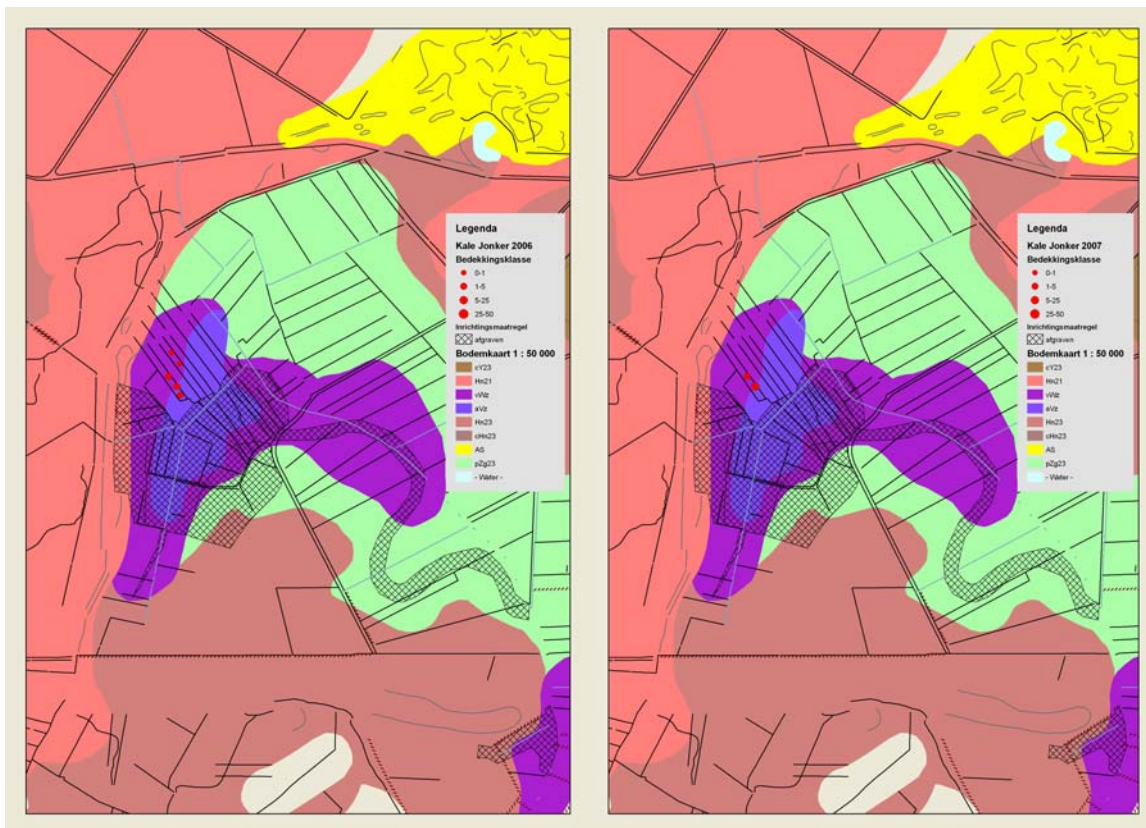 Legenda
Kale Jonker 2006
Bedekkingsklasse
0-1
1-5
5-25
25-50
Inrichtingsmaatregel
afgraven
Bodemkaart 1 : 50 000
cY23
Hn21
vWz
aVz
Hn23
cHn23
AS
pZg23
- Water -
Legenda
Kale Jonker 2007
Bedekkingsklasse
0-1
1-5
5-25
25-50
Inrichtingsmaatregel
afgraven
Bodemkaart 1 : 50 000
cY23
Hn21
vWz
aVz
Hn23
cHn23
AS
pZg23
- Water -